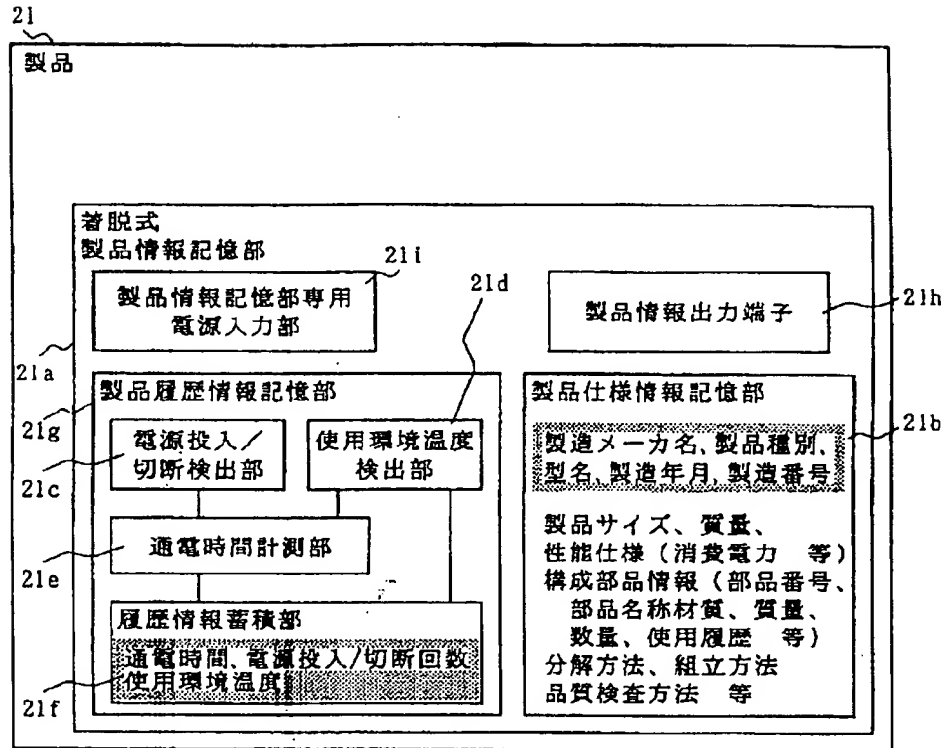 21
製品
着脱式
製品情報記憶部
21i
製品情報記憶部専用
電源入力部
21d
製品情報出力端子
21h
21a
製品履歴情報記憶部
21g
電源投入/
切断検出部
21c
使用環境温度
検出部
通電時間計測部
21e
履歴情報蓄積部
通電時間、電源投入/切断回数
使用環境温度
21f
製品仕様情報記憶部
21b
製造メーカ名、製品種別、
型名、製造年月、製造番号
製品サイズ、質量、
性能仕様(消費電力 等)
構成部品情報(部品番号、
部品名称材質、質量、
数量、使用履歴 等)
分解方法、組立方法
品質検査方法 等